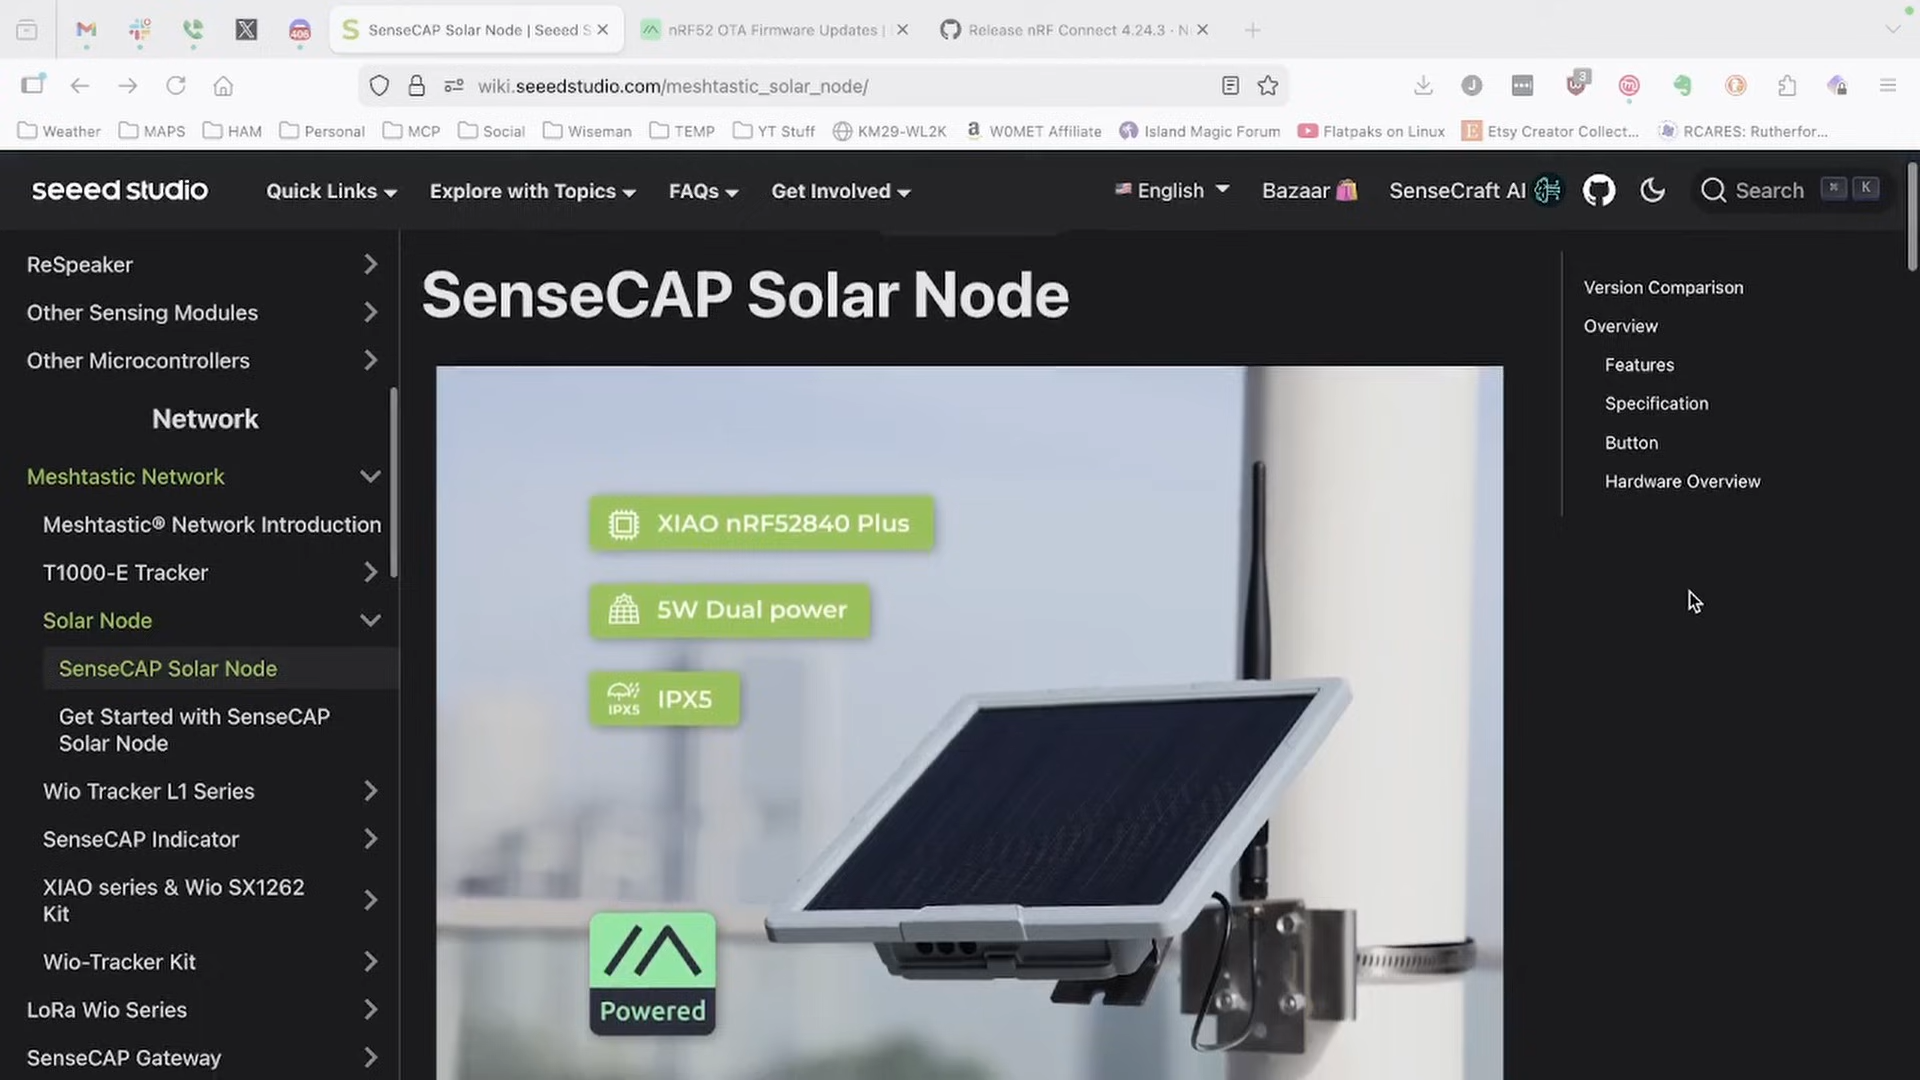 406
SenseCAP Solar Node | Seeed S
nRF52 OTA Firmware Updates |
Release nRF Connect 4.24.3 · N
wiki.seeedstudio.com/meshtastic_solar_node/
J
3
Weather
MAPS
HAM
Personal
MCP
Social
Wiseman
TEMP
YT Stuff
KM29-WL2K
W0MET Affiliate
Island Magic Forum
Flatpaks on Linux
Etsy Creator Collect...
RCARES: Rutherfor...
seeed studio
Quick Links
Explore with Topics
FAQs
Get Involved
English
Bazaar
SenseCraft AI
Search
⌘ K
ReSpeaker
Other Sensing Modules
Other Microcontrollers
Network
Meshtastic Network
Meshtastic® Network Introduction
T1000-E Tracker
Solar Node
SenseCAP Solar Node
Get Started with SenseCAP
Solar Node
Wio Tracker L1 Series
SenseCAP Indicator
XIAO series & Wio SX1262
Kit
Wio-Tracker Kit
LoRa Wio Series
SenseCAP Gateway
SenseCAP Solar Node
XIAO nRF52840 Plus
5W Dual power
IPX5
IPX5
Powered
Version Comparison
Overview
Features
Specification
Button
Hardware Overview